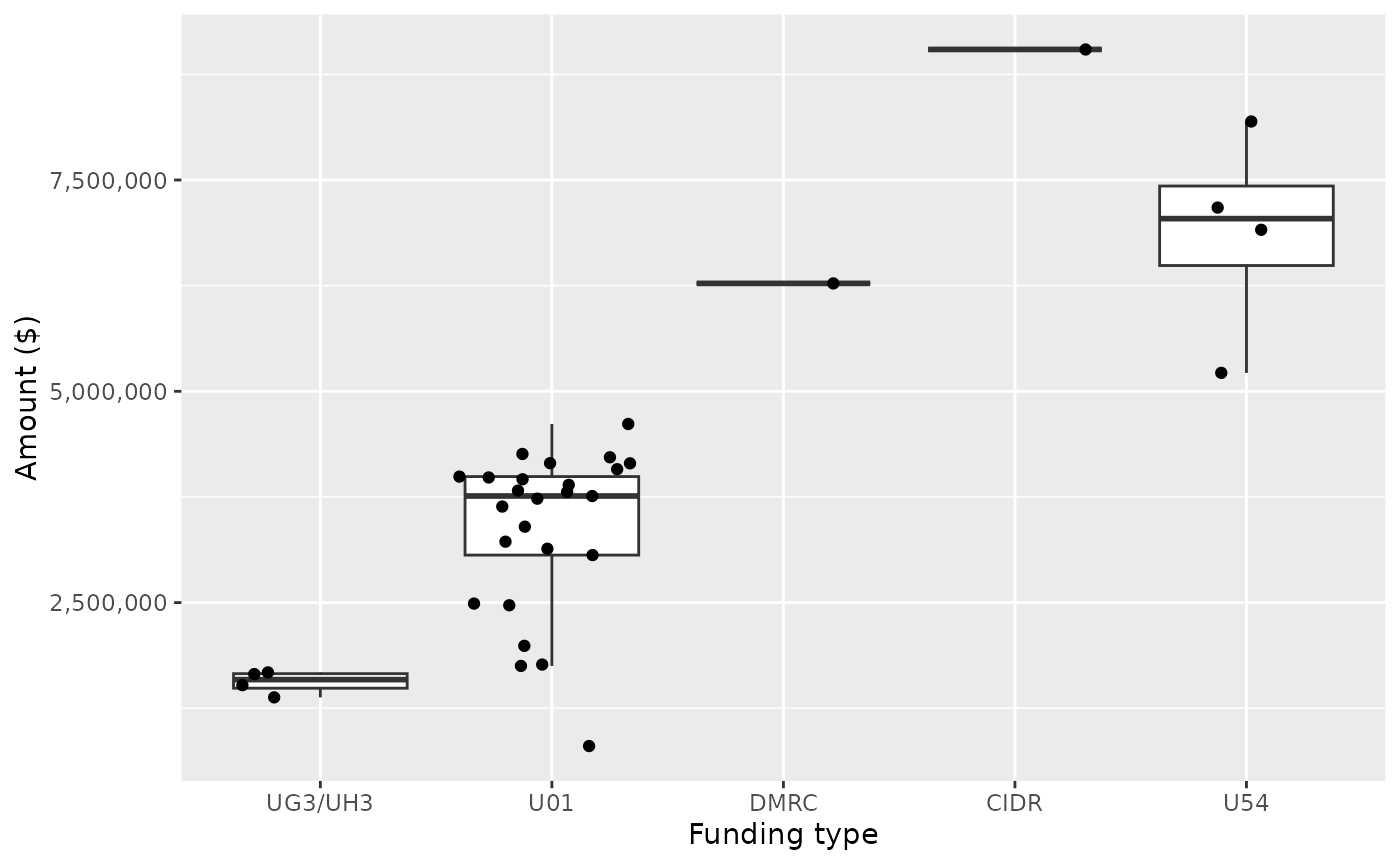 Amount ($)
7,500,000
5,000,000
2,500,000
UG3/UH3 U01 DMRC CIDR U54
Funding type